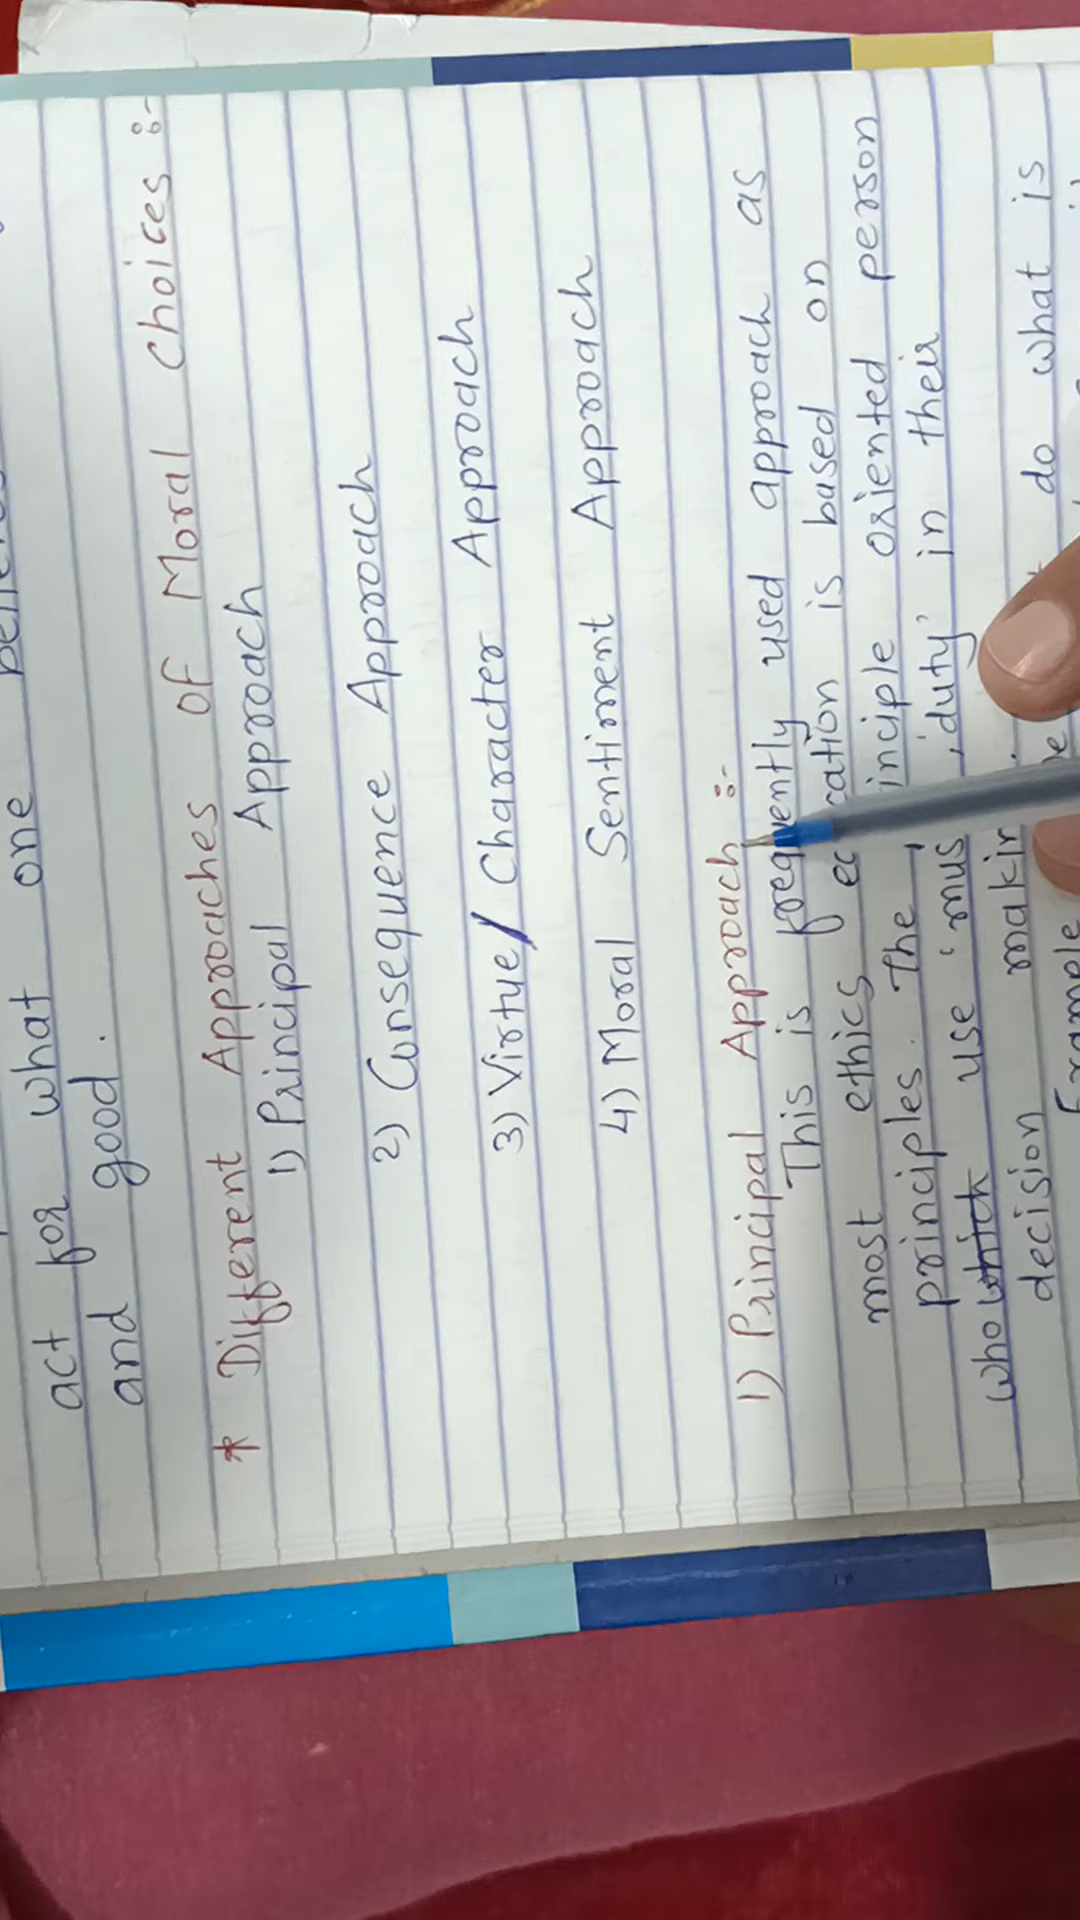 act for what one
and good.
* Different Approaches of Moral Choices :-
1) Principal Approach
2) Consequence Approach
3) Virtue/ Character Approach
4) Moral Sentiment Approach
1) Principal Approach :-
This is frequently used approach as
most ethics is based on
principles. The oriented person
who which use 'duty' in their
decision do what is